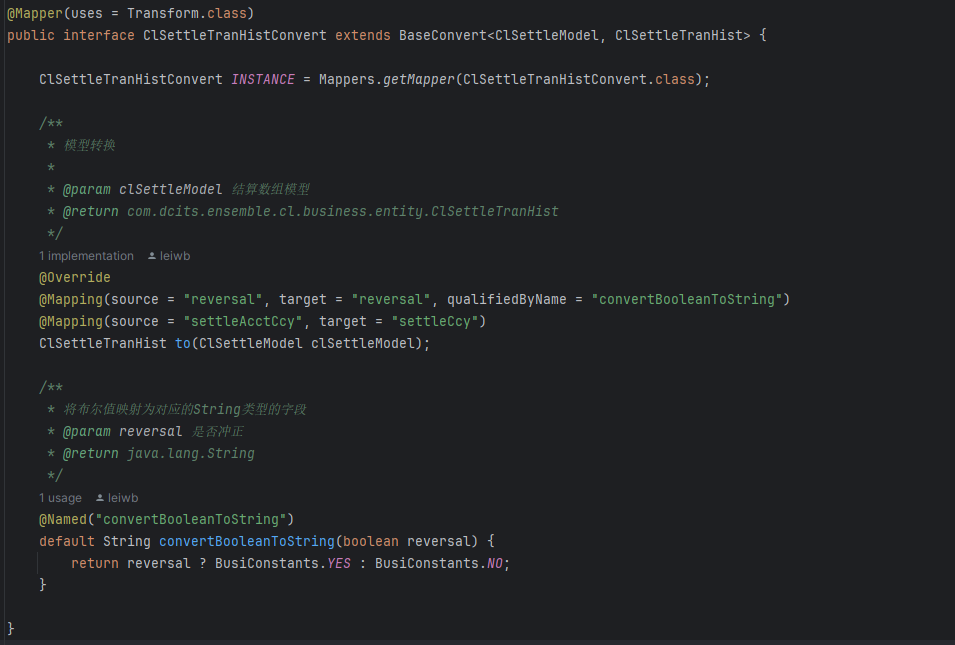 @Mapper(uses = Transform.class)
public interface ClSettleTranHistConvert extends BaseConvert<ClSettleModel, ClSettleTranHist> {
ClSettleTranHistConvert INSTANCE = Mappers.getMapper(ClSettleTranHistConvert.class);
/**
* 模型转换
*
* @param clSettleModel 结算数组模型
* @return com.dcits.ensemble.cl.business.entity.ClSettleTranHist
*/
1 implementation leiwb
@Override
@Mapping(source = "reversal", target = "reversal", qualifiedByName = "convertBooleanToString")
@Mapping(source = "settleAcctCcy", target = "settleCcy")
ClSettleTranHist to(ClSettleModel clSettleModel);
/**
* 将布尔值映射为对应的String类型的字段
* @param reversal 是否冲正
* @return java.lang.String
*/
1 usage leiwb
@Named("convertBooleanToString")
default String convertBooleanToString(boolean reversal) {
return reversal ? BusiConstants.YES : BusiConstants.NO;
}
}